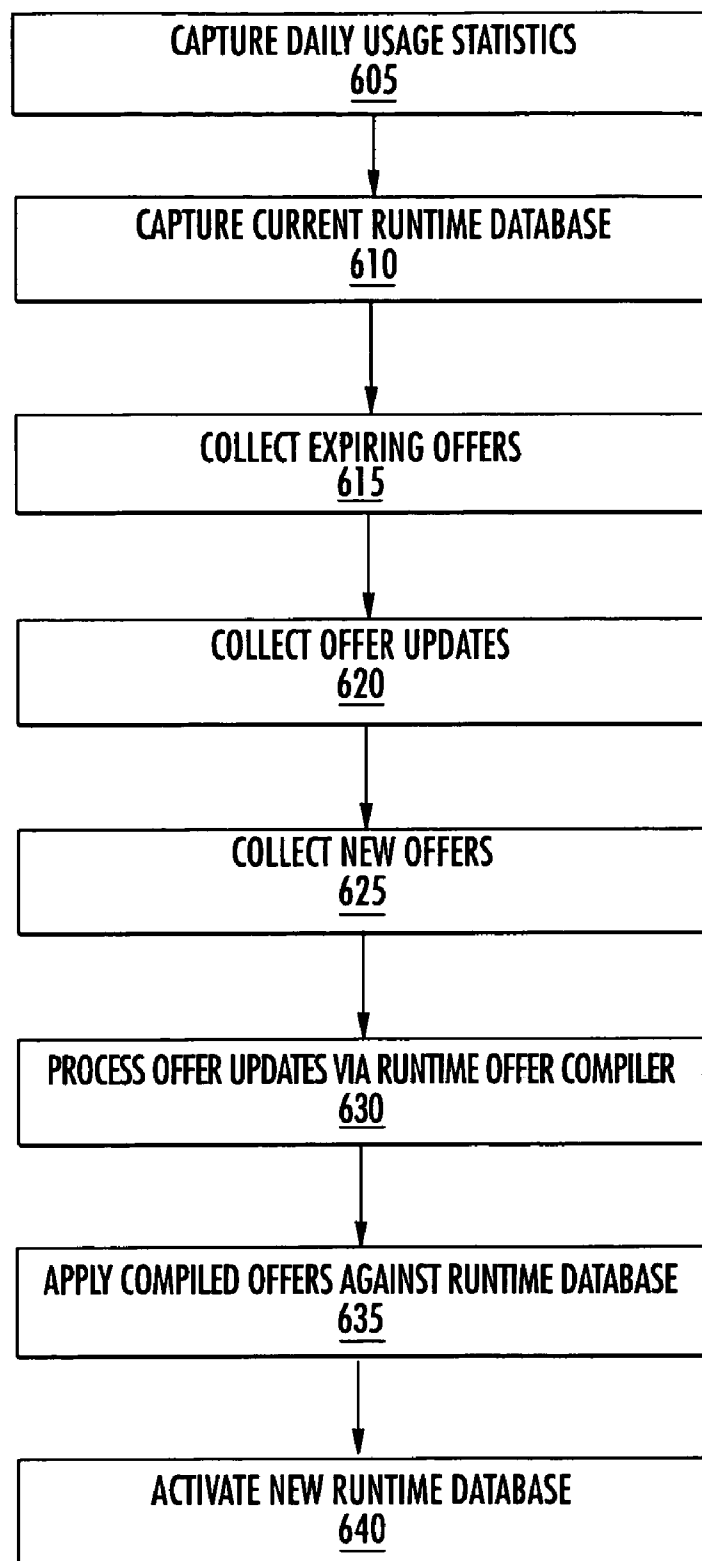 CAPTURE DAILY USAGE STATISTICS
605
CAPTURE CURRENT RUNTIME DATABASE
610
COLLECT EXPIRING OFFERS
615
COLLECT OFFER UPDATES
620
COLLECT NEW OFFERS
625
PROCESS OFFER UPDATES VIA RUNTIME OFFER COMPILER
630
APPLY COMPILED OFFERS AGAINST RUNTIME DATABASE
635
ACTIVATE NEW RUNTIME DATABASE
640